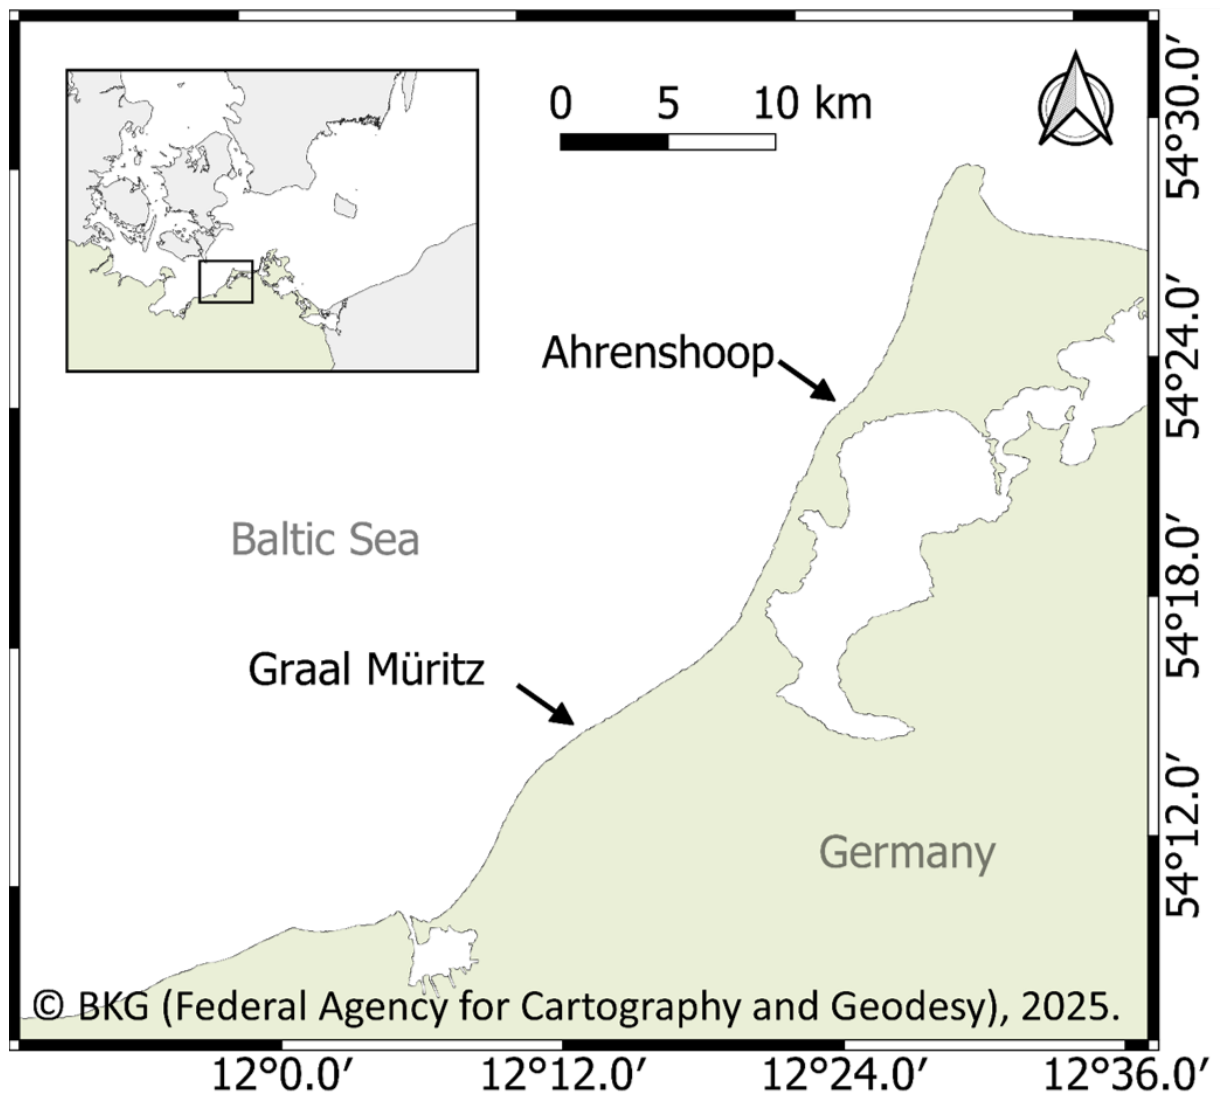 0 5 10 km
54°30.0′
Ahrenshoop
54°24.0′
Baltic Sea
54°18.0′
Graal Müritz
54°12.0′
Germany
© BKG (Federal Agency for Cartography and Geodesy), 2025.
12°0.0′ 12°12.0′ 12°24.0′ 12°36.0′